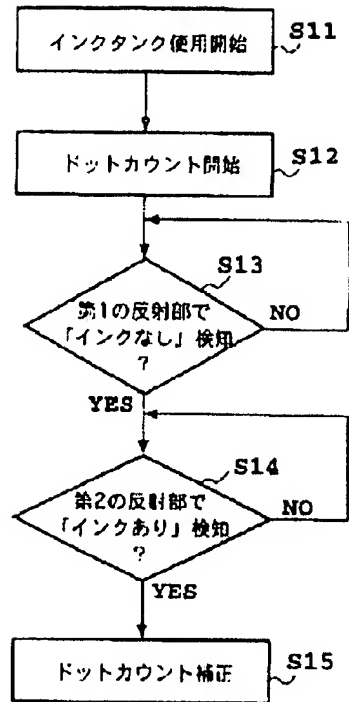 インクタンク使用開始
S11
ドットカウント開始
S12
S13
第1の反射部で
「インクなし」検知
?
NO
YES
S14
第2の反射部で
「インクあり」検知
?
NO
YES
ドットカウント補正
S15